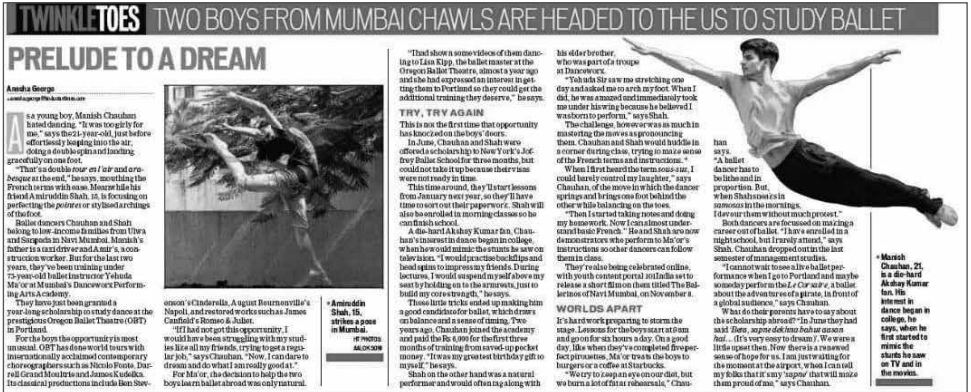 TWINKLETOES TWO BOYS FROM MUMBAI CHAWLS ARE HEADED TO THE US TO STUDY BALLET
PRELUDE TO A DREAM
Anesha George
As a young boy, Manish Chauhan
hated dancing. “It was too girly for
me,” says the 21-year-old, just before
effortlessly leaping into the air,
doing a double spin and landing
gracefully on one foot.
“That’s a double tour en l’air and ara-
besque at the end,” he says, mouthing the
French terms with ease. Meanwhile his
friend Amiruddin Shah, 15, is focusing on
perfecting the pointes or stylised archings
of the foot.
Ballet dancers Chauhan and Shah
belong to low-income families from Ulwa
and Sanpada in Navi Mumbai. Manish’s
father is a taxi driver and Amir’s, a con-
struction worker. But for the last two
years, they’ve been training under
75-year-old ballet instructor Yehuda
Ma’or at Mumbai’s Danceworx Perform-
ing Arts Academy.
They have just been granted a
year-long scholarship to study dance at the
prestigious Oregon Ballet Theatre (OBT)
in Portland.
For the boys the opportunity is most
unusual. OBT has done world tours with
internationally acclaimed contemporary
choreographers such as Nicolo Fonte, Dar-
rell Grand Moultrie and James Kudelka.
Its classical productions include Ben Stev-
enson’s Cinderella, August Bournonville’s
Napoli, and restored works such as James
Canfield’s Romeo & Juliet.
“If I had not got this opportunity, I
would have been struggling with my stud-
ies like all my friends, trying to get a regu-
lar job,” says Chauhan. “Now, I can dare to
dream and do what I am really good at.”
For Ma’or, the decision to help the two
boys learn ballet abroad was only natural.
• Amiruddin
Shah, 15,
strikes a pose
in Mumbai.
HT PHOTOS
AALOK SONI
“I had shown some videos of them danc-
ing to Lisa Kipp, the ballet master at the
Oregon Ballet Theatre, almost a year ago
and she had expressed an interest in get-
ting them to Portland so they could get the
additional training they deserve,” he says.
TRY, TRY AGAIN
This is not the first time that opportunity
has knocked on the boys’ doors.
In June, Chauhan and Shah were
offered a scholarship to New York’s Jof-
frey Ballet School for three months, but
could not take it up because their visas
were not ready in time.
This time around, they’ll start lessons
from January next year, so they’ll have
time to sort out their paperwork. Shah will
also be enrolled in morning classes so he
can finish school.
A die-hard Akshay Kumar fan, Chau-
han’s interest in dance began in college,
when he would mimic the stunts he saw on
television. “I would practise backflips and
head spins to impress my friends. During
lectures, I would suspend myself above my
seat by holding on to the armrests, just to
build my core strength,” he says.
Those little tricks ended up making him
a good candidate for ballet, which draws
on balance and a sense of timing. Two
years ago, Chauhan joined the academy
and paid the Rs 6,000 for the first three
months of training from saved-up pocket
money. “It was my greatest birthday gift to
myself,” he says.
Shah on the other hand was a natural
performer and would often tag along with
his elder brother,
who was part of a troupe
at Danceworx.
“Yehuda Sir saw me stretching one
day and asked me to arch my foot. When I
did, he was amazed and immediately took
me under his wing because he believed I
was born to perform,” says Shah.
The challenge, however was as much in
mastering the moves as pronouncing
them. Chauhan and Shah would huddle in
a corner during class, trying to make sense
of the French terms and instructions. “
When I first heard the term sous-sus, I
could barely control my laughter,” says
Chauhan, of the move in which the dancer
springs and brings one foot behind the
other while balancing on the toes.
“Then I started taking notes and doing
my homework. Now I can almost under-
stand basic French.” He and Shah are now
demonstrators who perform to Ma’or’s
instructions so other dancers can follow
them in class.
They’re also being celebrated online,
with youth content portal 101India set to
release a short film on them titled The Bal-
lerinos of Navi Mumbai, on November 8.
WORLDS APART
It’s hard work preparing to storm the
stage. Lessons for the boys start at 8am
and go on for six hours a day. On a good
day, like when they’ve completed five per-
fect pirouettes, Ma’or treats the boys to
burgers or a coffee at Starbucks.
“We try to keep an eye on our diet, but
we burn a lot of fat at rehearsals,” Chau-
han
says.
“A ballet
dancer has to
be lithe and in
proportion. But,
when Shah sneaks in
samosas in the mornings,
I devour them without much protest.”
Both dancers are focused on making a
career out of ballet. “I have enrolled in a
night school, but I rarely attend,” says
Shah. Chauhan dropped out in the last
semester of management studies.
“I cannot wait to see a live ballet per-
formance when I go to Portland and maybe
someday perform the Le Corsaire, a ballet
about the adventures of a pirate, in front of
a global audience,” says Chauhan.
What do their parents have to say about
the scholarship abroad? “In June they had
said ‘Beta, sapne dekhna bahut aasan
hai… (It’s very easy to dream)’. We were a
little upset then. Now there is a renewed
sense of hope for us. I am just waiting for
the moment at the airport, when I can tell
my folks that it’s my ‘sapna’ that will make
them proud of me,” says Chauhan.
• Manish
Chauhan, 21,
is a die-hard
Akshay Kumar
fan. His
interest in
dance began in
college, he
says, when he
first started to
mimic the
stunts he saw
on TV and in
the movies.